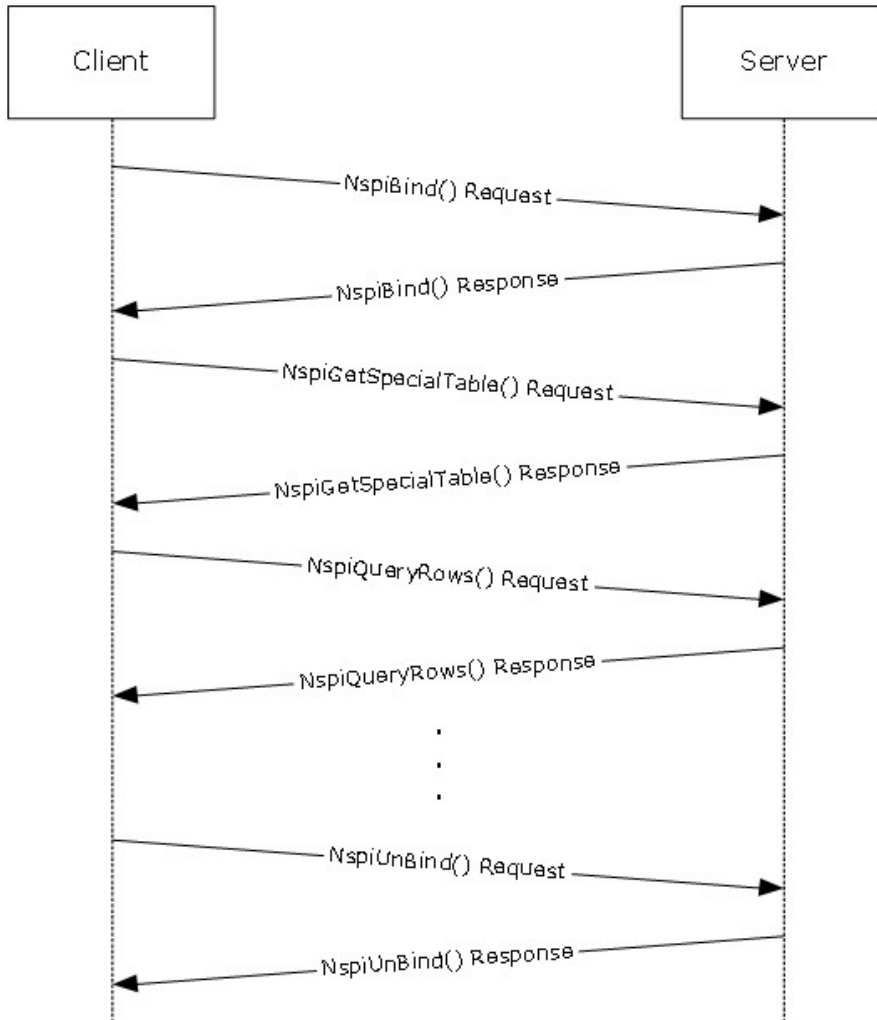 Client
Server
NspiBind() Request
NspiBind() Response
NspiGetSpecialTable() Request
NspiGetSpecialTable() Response
NspiQueryRows() Request
NspiQueryRows() Response
.
.
.
NspiUnBind() Request
NspiUnBind() Response